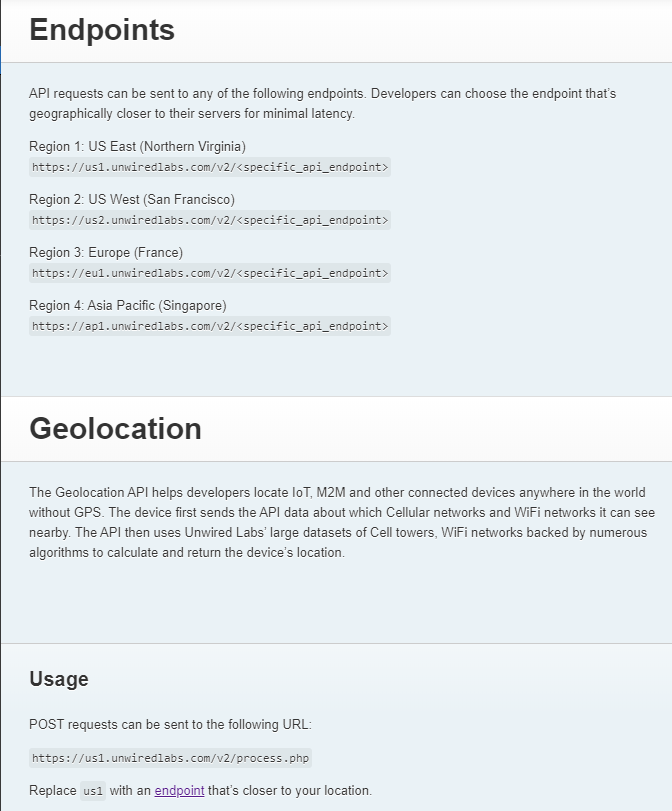 Endpoints
API requests can be sent to any of the following endpoints. Developers can choose the endpoint that's
geographically closer to their servers for minimal latency.
Region 1: US East (Northern Virginia)
https://us1.unwiredlabs.com/v2/<specific_api_endpoint>
Region 2: US West (San Francisco)
https://us2.unwiredlabs.com/v2/<specific_api_endpoint>
Region 3: Europe (France)
https://eu1.unwiredlabs.com/v2/<specific_api_endpoint>
Region 4: Asia Pacific (Singapore)
https://ap1.unwiredlabs.com/v2/<specific_api_endpoint>
Geolocation
The Geolocation API helps developers locate IoT, M2M and other connected devices anywhere in the world
without GPS. The device first sends the API data about which Cellular networks and WiFi networks it can see
nearby. The API then uses Unwired Labs' large datasets of Cell towers, WiFi networks backed by numerous
algorithms to calculate and return the device's location.
Usage
POST requests can be sent to the following URL:
https://us1.unwiredlabs.com/v2/process.php
Replace us1 with an endpoint that's closer to your location.